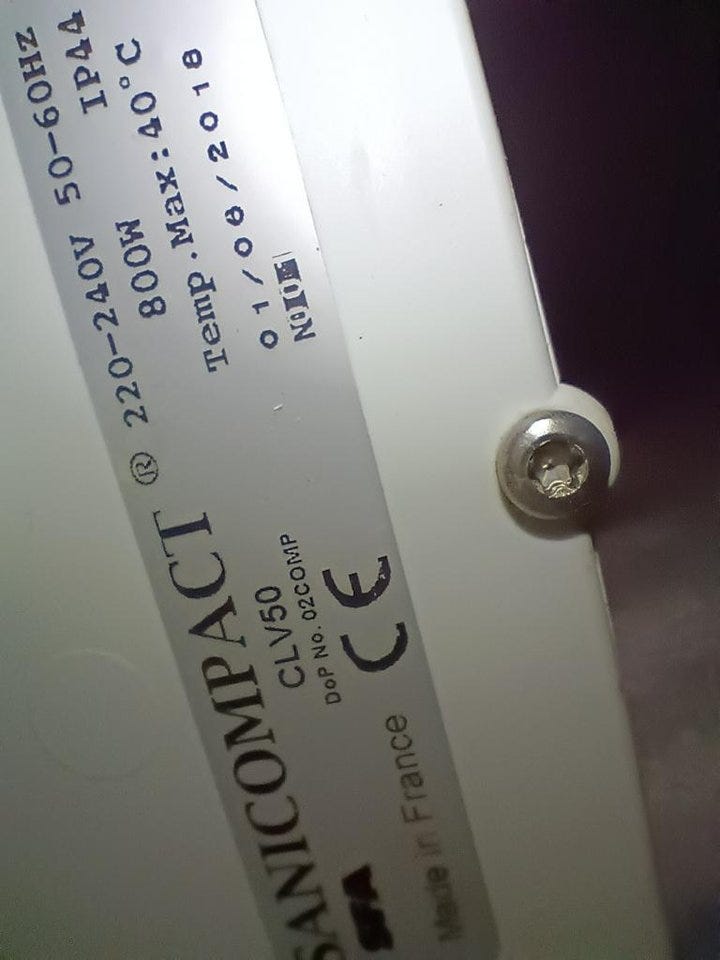 SANICOMPACT ® 220-240V 50-60HZ
800W IP44
CLV50 Temp.Max:40°C
DoP No. 02COMP
01/08/2018
CE
SFA
Made in France